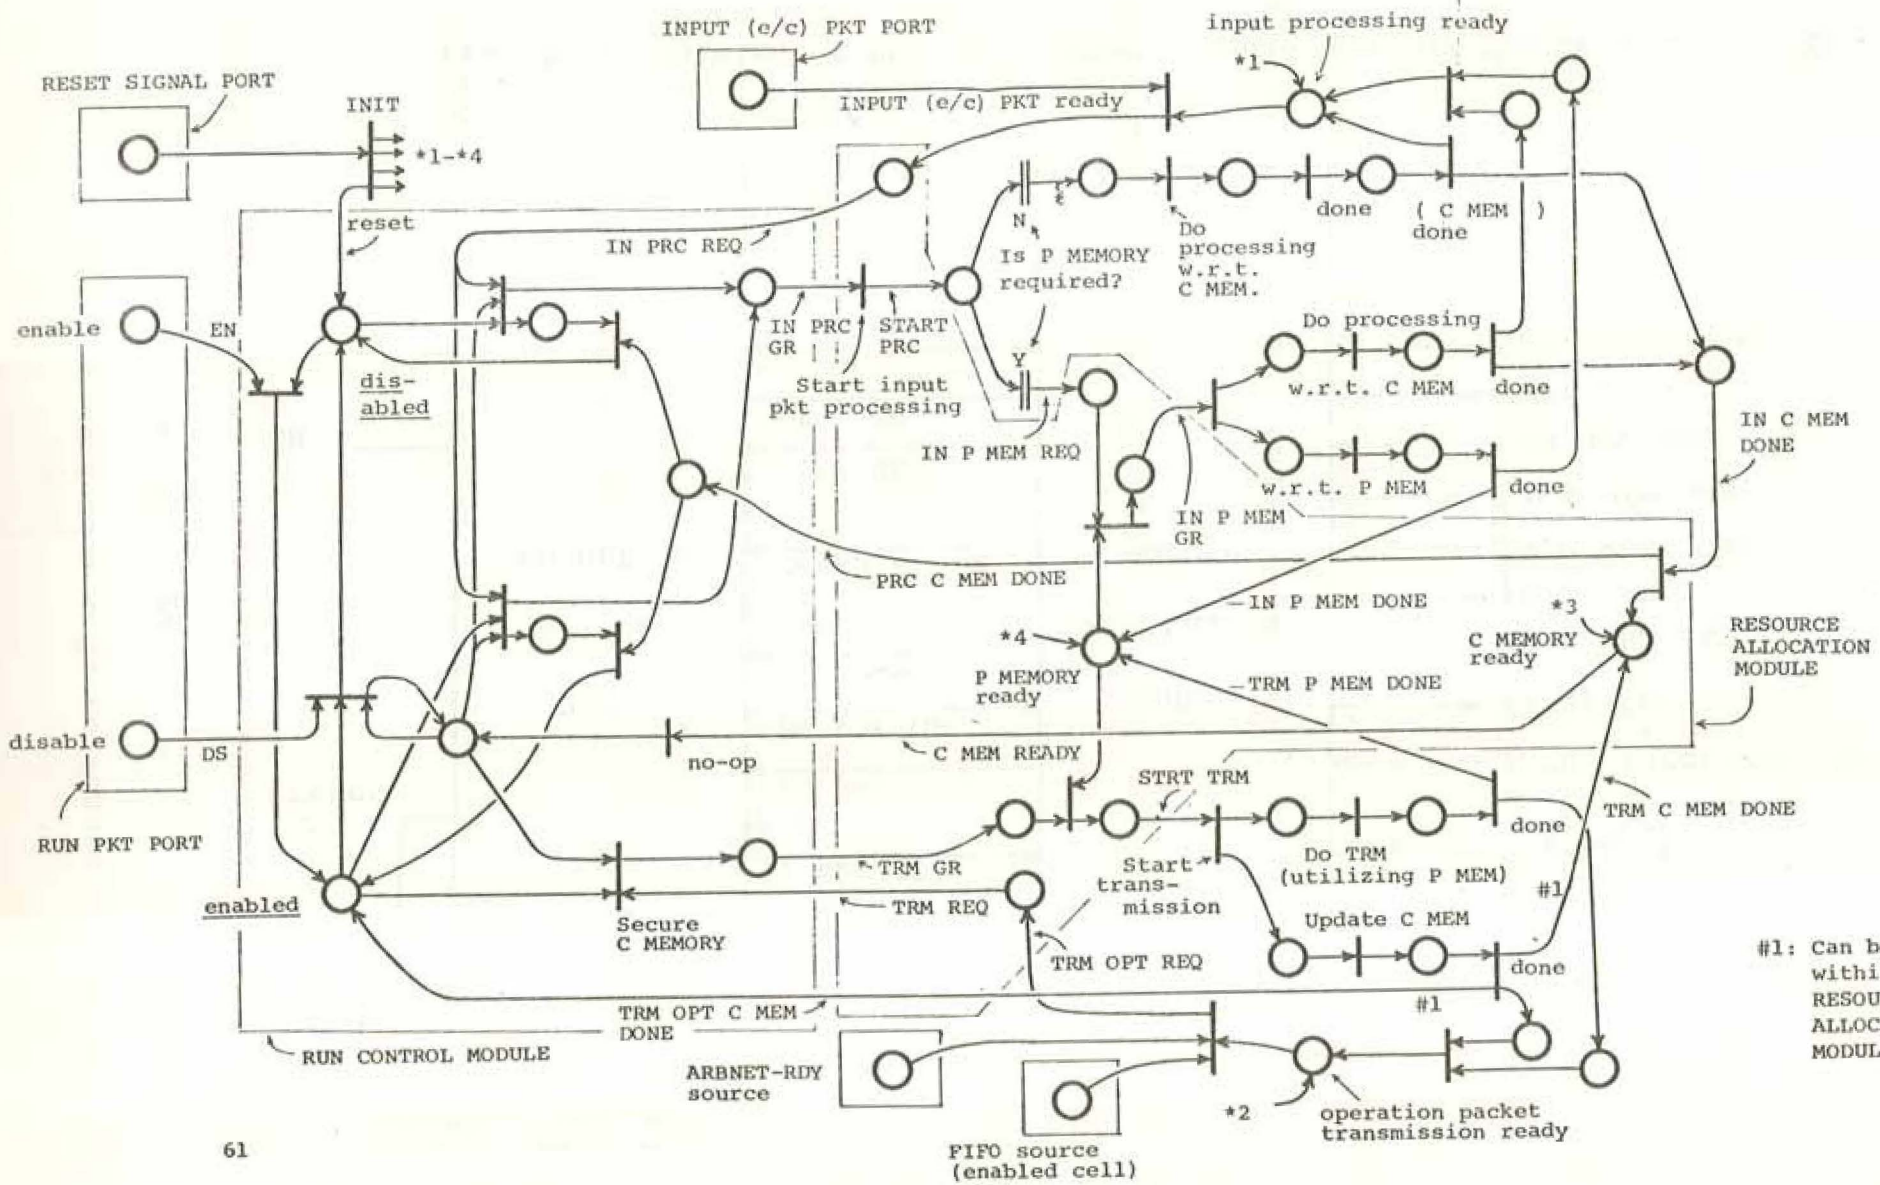 INPUT (e/c) PKT PORT
input processing ready
RESET SIGNAL PORT
INIT
*1
INPUT (e/c) PKT ready
*1-*4
reset
IN PRC REQ
N
Is P MEMORY
required?
Do
processing
w.r.t.
C MEM.
done
( C MEM )
done
enable
EN
dis-
abled
IN PRC
GR
START
PRC
Start input
pkt processing
Y
IN P MEM REQ
Do processing
w.r.t. C MEM
done
w.r.t. P MEM
done
IN C MEM
DONE
IN P MEM
GR
PRC C MEM DONE
IN P MEM DONE
*3
C MEMORY
ready
RESOURCE
ALLOCATION
MODULE
*4
P MEMORY
ready
TRM P MEM DONE
disable
DS
no-op
C MEM READY
STRT TRM
TRM C MEM DONE
RUN PKT PORT
TRM GR
Start
trans-
mission
done
Do TRM
(utilizing P MEM)
#1
enabled
Secure
C MEMORY
TRM REQ
TRM OPT REQ
Update C MEM
done
#1
TRM OPT C MEM
DONE
RUN CONTROL MODULE
ARBNET-RDY
source
*2
operation packet
transmission ready
FIFO source
(enabled cell)
#1: Can b
withi
RESOU
ALLOC
MODUL
61